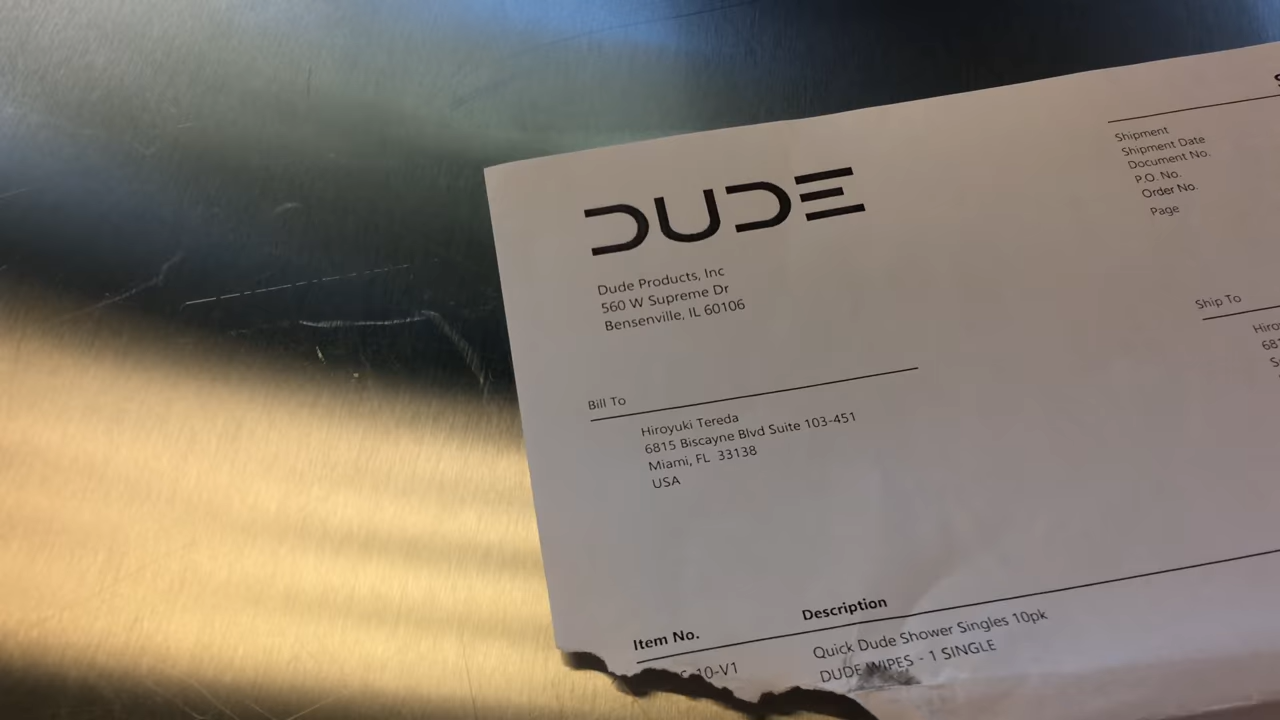 DUDE
Dude Products, Inc
560 W Supreme Dr
Bensenville, IL 60106
Shipment
Shipment Date
Document No.
P.O. No.
Order No.
Page
Bill To
Hiroyuki Tereda
6815 Biscayne Blvd Suite 103-451
Miami, FL 33138
USA
Ship To
Item No. Description
10-V1 Quick Dude Shower Singles 10pk
DUDE WIPES - 1 SINGLE